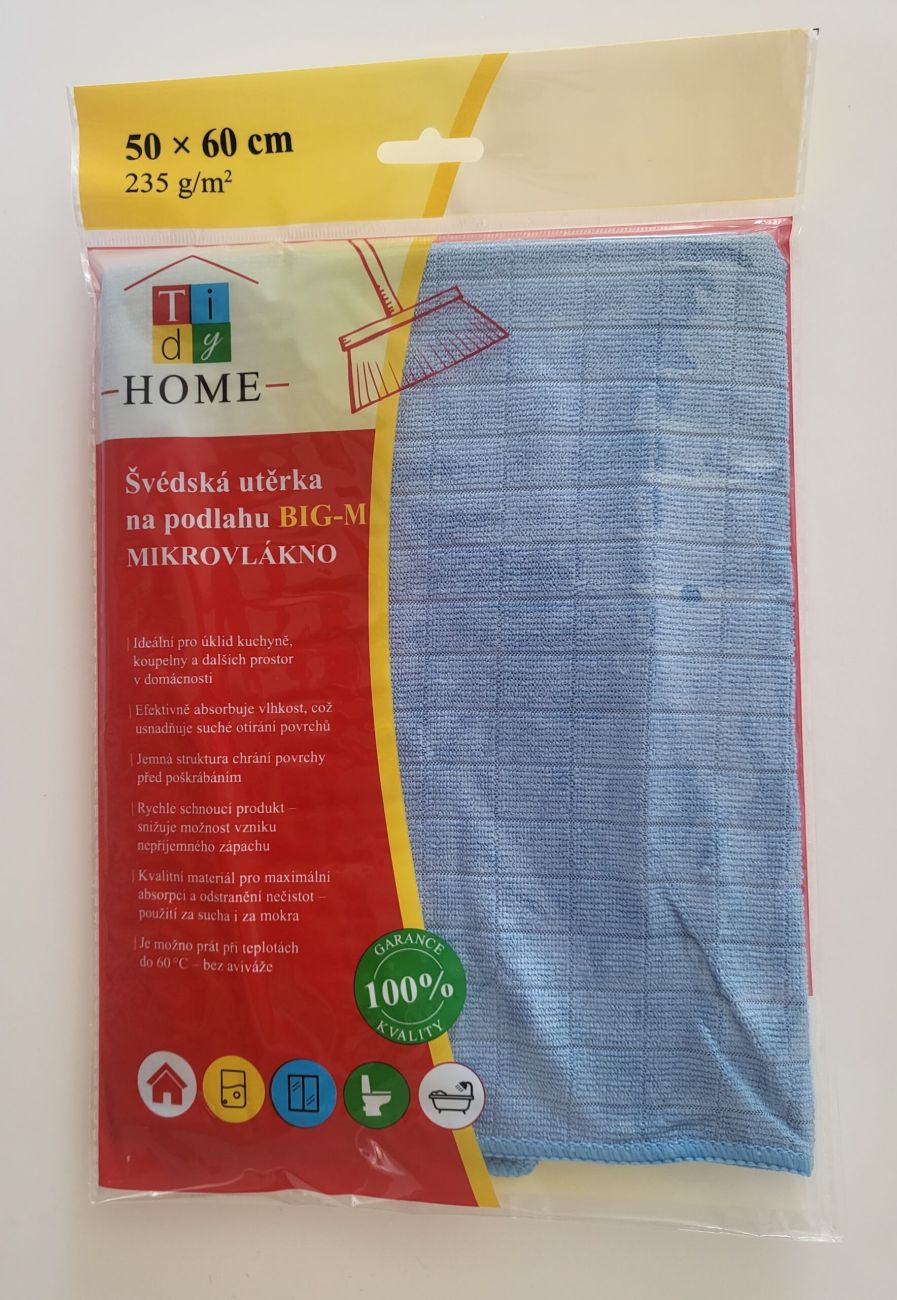 50 × 60 cm
235 g/m²
Tidy
HOME
Švédská utěrka
na podlahu BIG-M
MIKROVLÁKNO
Ideální pro úklid kuchyně,
koupelny a dalších prostor
v domácnosti
Efektivně absorbuje vlhkost, což
usnadňuje suché otírání povrchů
Jemná struktura chrání povrchy
před poškrábáním
Rychle schnoucí produkt –
snižuje možnost vzniku
nepříjemného zápachu
Kvalitní materiál pro maximální
absorpci a odstranění nečistot –
použití za sucha i za mokra
Je možno prát při teplotách
do 60 °C – bez aviváže
GARANCE
100%
KVALITY